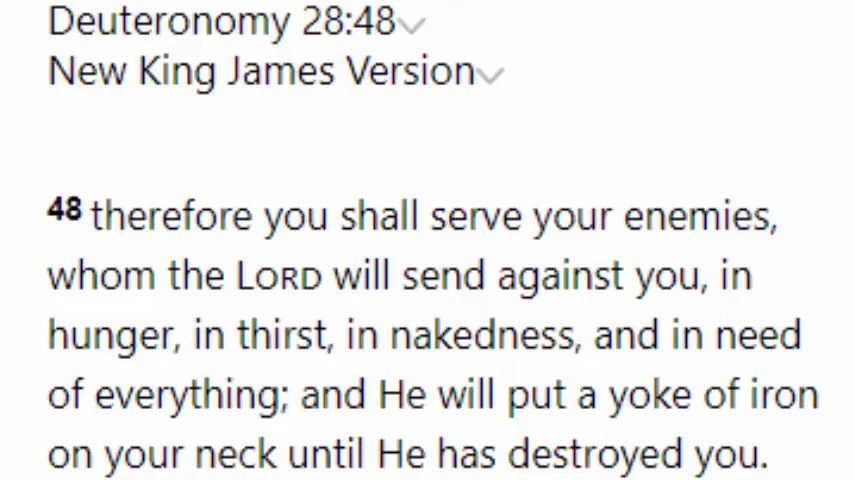 Deuteronomy 28:48
New King James Version
48 therefore you shall serve your enemies,
whom the LORD will send against you, in
hunger, in thirst, in nakedness, and in need
of everything; and He will put a yoke of iron
on your neck until He has destroyed you.